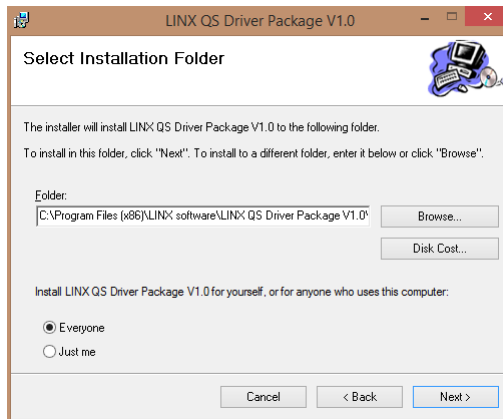 LINX QS Driver Package V1.0
Select Installation Folder
The installer will install LINX QS Driver Package V1.0 to the following folder.
To install in this folder, click "Next". To install to a different folder, enter it below or click "Browse".
Folder:
C:\Program Files (x86)\LINX software\LINX QS Driver Package V1.0\
Browse...
Disk Cost...
Install LINX QS Driver Package V1.0 for yourself, or for anyone who uses this computer:
Everyone
Just me
Cancel
< Back
Next >